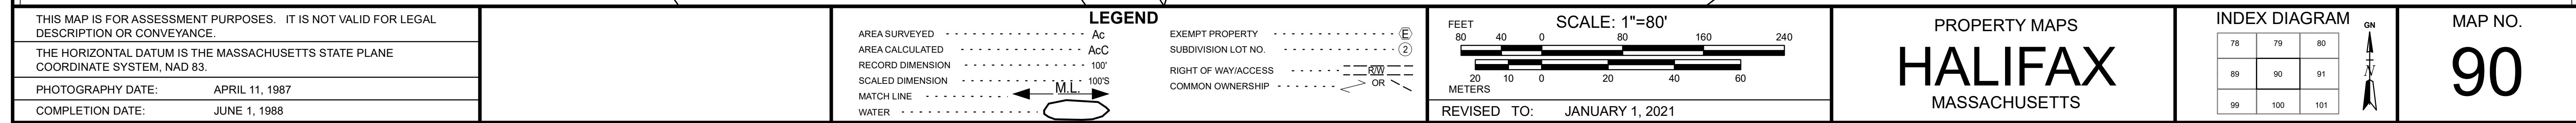 THIS MAP IS FOR ASSESSMENT PURPOSES. IT IS NOT VALID FOR LEGAL
DESCRIPTION OR CONVEYANCE.
THE HORIZONTAL DATUM IS THE MASSACHUSETTS STATE PLANE
COORDINATE SYSTEM, NAD 83.
PHOTOGRAPHY DATE: APRIL 11, 1987
COMPLETION DATE: JUNE 1, 1988
LEGEND
AREA SURVEYED - - - - - - - - - - - - - - - - - Ac
AREA CALCULATED - - - - - - - - - - - - - - AcC
RECORD DIMENSION - - - - - - - - - - - - - 100'
SCALED DIMENSION - - - - - - - - - - - - - 100'S
MATCH LINE - - - - - - - - - M.L.
WATER - - - - - - - - - - - - - - - -
EXEMPT PROPERTY - - - - - - - - - - - - - - - E
SUBDIVISION LOT NO. - - - - - - - - - - - - - - 2
RIGHT OF WAY/ACCESS - - - - - - R/W
COMMON OWNERSHIP - - - - - - - - OR
SCALE: 1"=80'
FEET
80 40 0 80 160 240
20 10 0 20 40 60
METERS
REVISED TO: JANUARY 1, 2021
PROPERTY MAPS
HALIFAX
MASSACHUSETTS
INDEX DIAGRAM
78 79 80
89 90 91
99 100 101
GN
N
MAP NO.
90